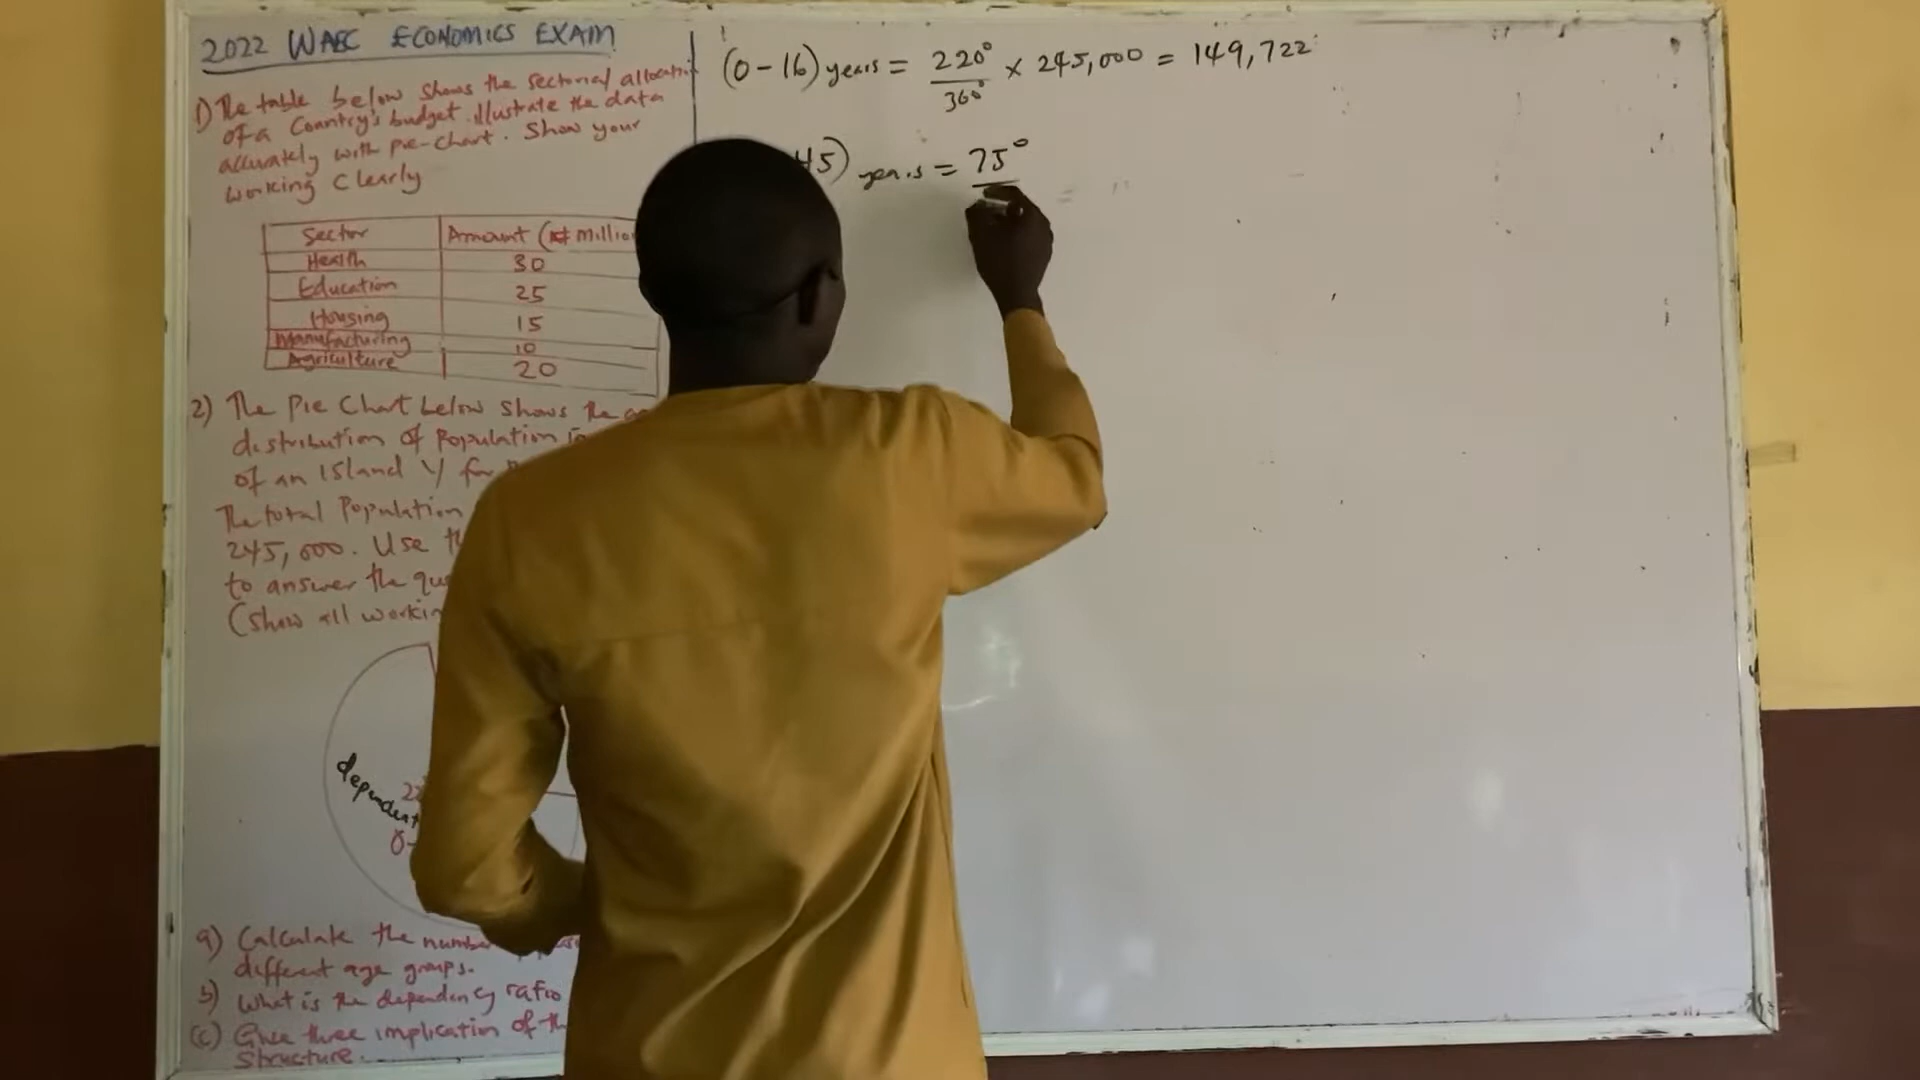 2022 WAEC ECONOMICS EXAM
1) The table below shows the sectorial allocati
of a Country's budget. illustrate the data
accurately with pie-chart. Show your
working clearly
Sector Amount (₦ Million
Health 30
Education 25
Housing 15
Manufacturing 10
Agriculture 20
2) The Pie Chart below shows the
distribution of Population
of an Island Y for
The total Population
245,000. Use
to answer the
(show all
dependent
a) Calculate the number
different age groups.
b) What is the dependency ratio
(c) Give three implication of
Structure.
(0-16) years = 220°/360° × 245,000 = 149,722
45) years = 75°